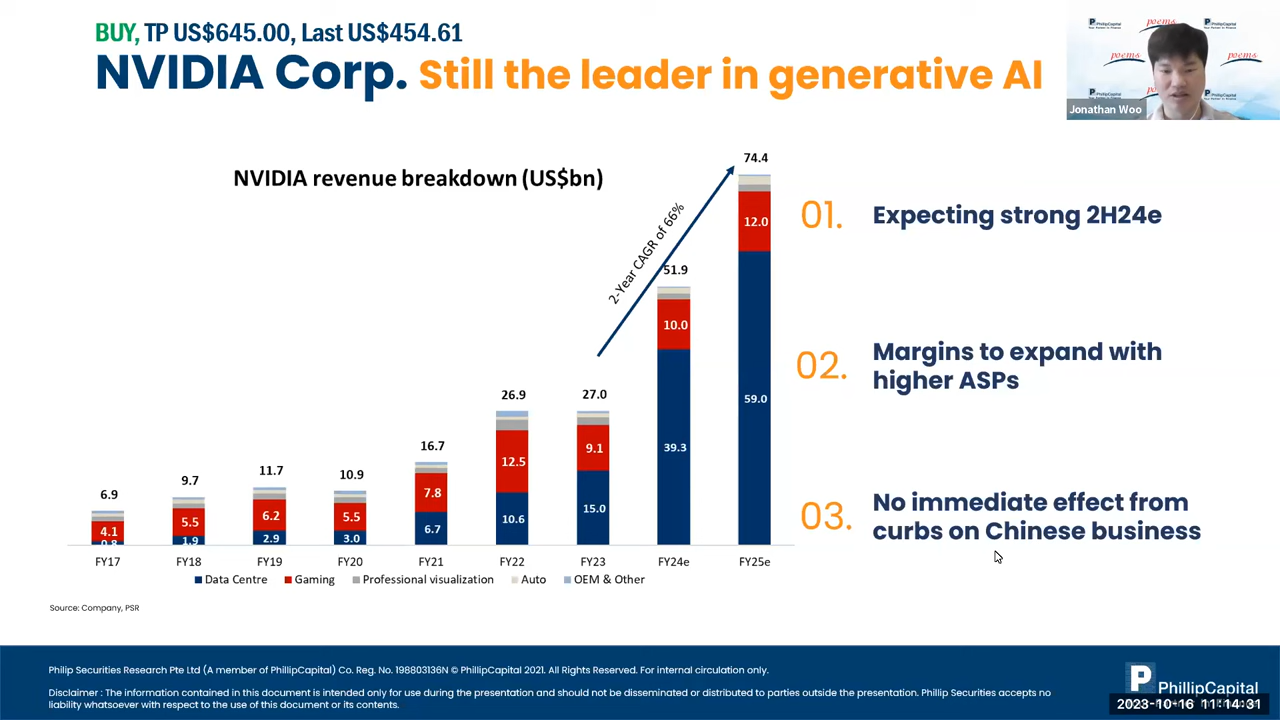 BUY, TP US$645.00, Last US$454.61
NVIDIA Corp. Still the leader in generative AI
PhillipCapital
poems
poems
poems
Jonathan Woo
NVIDIA revenue breakdown (US$bn)
2-Year CAGR of 66%
74.4
12.0
59.0
51.9
10.0
39.3
27.0
9.1
15.0
26.9
12.5
10.6
16.7
7.8
6.7
10.9
5.5
3.0
11.7
6.2
2.9
9.7
5.5
1.9
6.9
4.1
0.8
FY17 FY18 FY19 FY20 FY21 FY22 FY23 FY24e FY25e
Data Centre Gaming Professional visualization Auto OEM & Other
01. Expecting strong 2H24e
02. Margins to expand with
higher ASPs
03. No immediate effect from
curbs on Chinese business
Source: Company, PSR
Philip Securities Research Pte Ltd (A member of PhillipCapital) Co. Reg. No. 198803136N © PhillipCapital 2021. All Rights Reserved. For internal circulation only.
Disclaimer : The information contained in this document is intended only for use during the presentation and should not be disseminated or distributed to parties outside the presentation. Phillip Securities accepts no
liability whatsoever with respect to the use of this document or its contents.
P PhillipCapital
2023-10-16 11:14:31